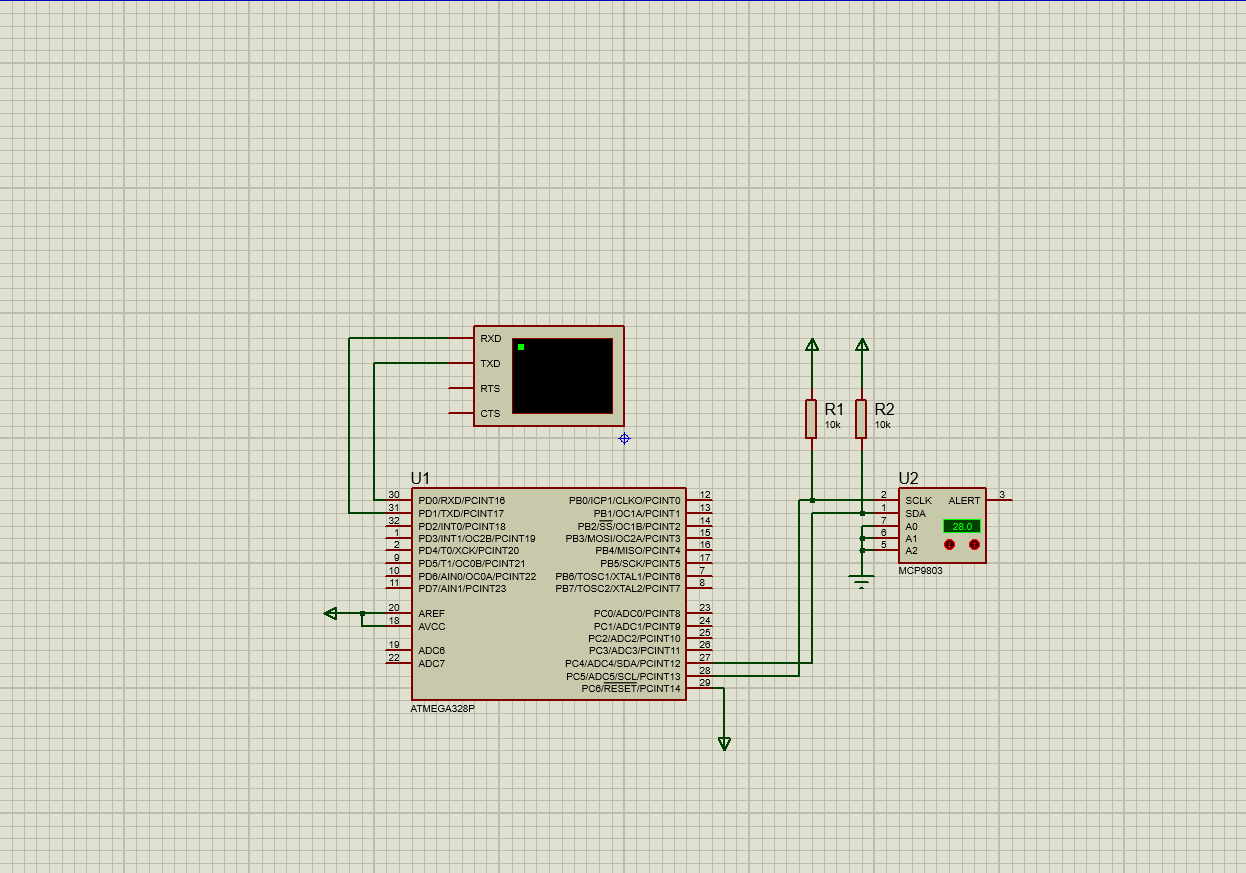 RXD
TXD
RTS
CTS
R1
10k
R2
10k
U1
30 PD0/RXD/PCINT16 PB0/ICP1/CLKO/PCINT0 12
31 PD1/TXD/PCINT17 PB1/OC1A/PCINT1 13
32 PD2/INT0/PCINT18 PB2/SS/OC1B/PCINT2 14
1 PD3/INT1/OC2B/PCINT19 PB3/MOSI/OC2A/PCINT3 15
2 PD4/T0/XCK/PCINT20 PB4/MISO/PCINT4 16
9 PD5/T1/OC0B/PCINT21 PB5/SCK/PCINT5 17
10 PD6/AIN0/OC0A/PCINT22 PB6/TOSC1/XTAL1/PCINT6 7
11 PD7/AIN1/PCINT23 PB7/TOSC2/XTAL2/PCINT7 8
20 AREF PC0/ADC0/PCINT8 23
18 AVCC PC1/ADC1/PCINT9 24
PC2/ADC2/PCINT10 25
19 ADC6 PC3/ADC3/PCINT11 26
22 ADC7 PC4/ADC4/SDA/PCINT12 27
PC5/ADC5/SCL/PCINT13 28
PC6/RESET/PCINT14 29
ATMEGA328P
U2
2 SCLK ALERT 3
1 SDA
7 A0 28.0
6 A1
5 A2
MCP9803